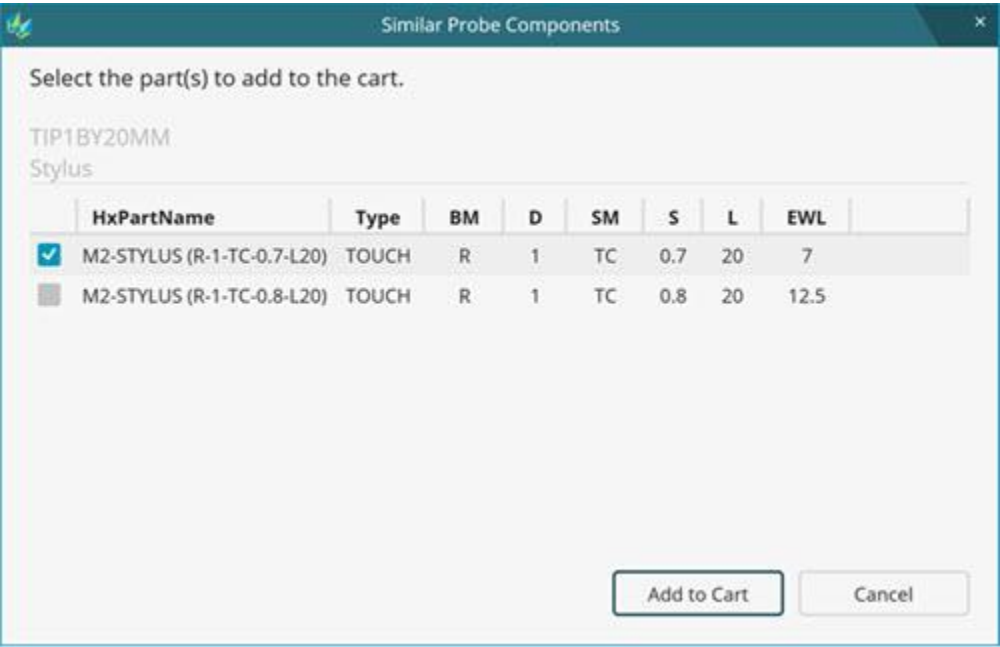 Similar Probe Components
Select the part(s) to add to the cart.
TIP1BY20MM
Stylus
HxPartName Type BM D SM S L EWL
M2-STYLUS (R-1-TC-0.7-L20) TOUCH R 1 TC 0.7 20 7
M2-STYLUS (R-1-TC-0.8-L20) TOUCH R 1 TC 0.8 20 12.5
Add to Cart Cancel